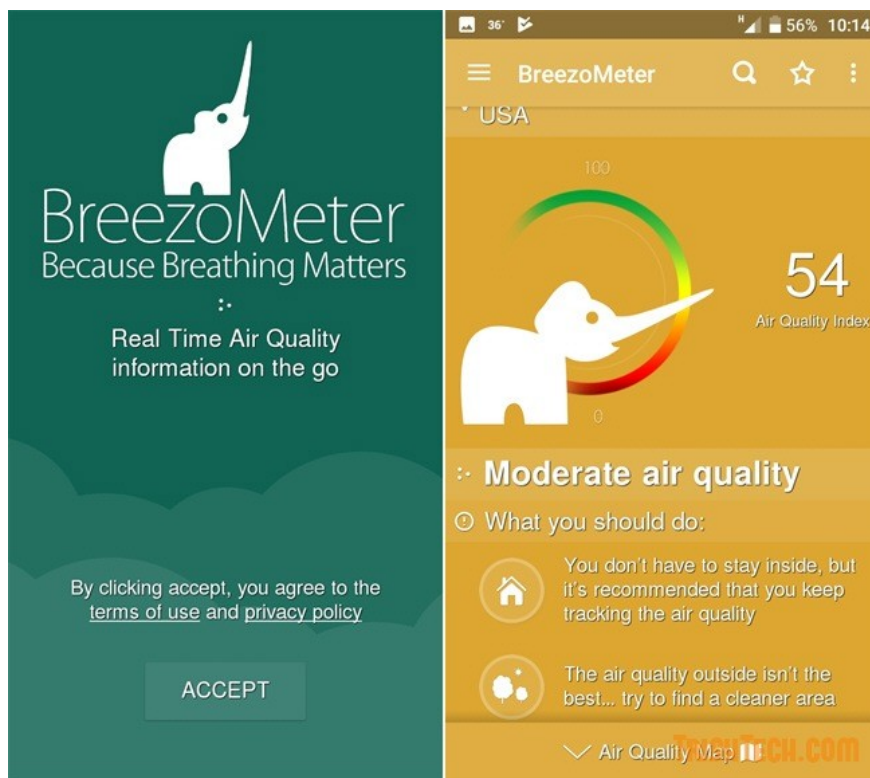 BreezoMeter
Because Breathing Matters
Real Time Air Quality
information on the go
By clicking accept, you agree to the
terms of use and privacy policy
ACCEPT
36°
H
56% 10:14
BreezoMeter
USA
100
54
Air Quality Index
0
Moderate air quality
What you should do:
You don't have to stay inside, but
it's recommended that you keep
tracking the air quality
The air quality outside isn't the
best... try to find a cleaner area
Air Quality Map